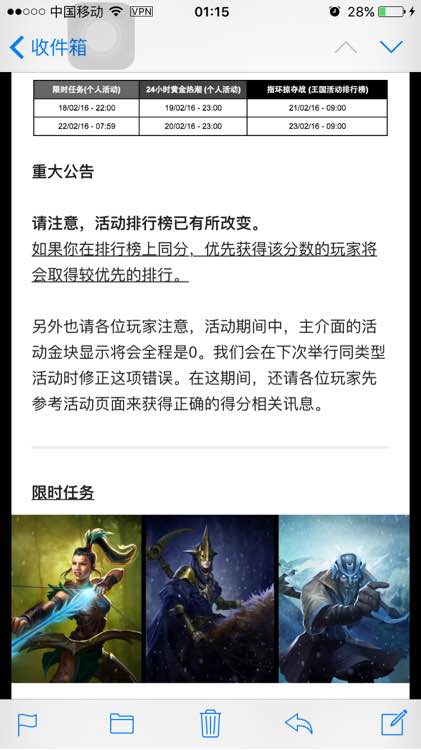 中国移动 VPN 01:15 28%
收件箱
限时任务(个人活动) 24小时黄金热潮 (个人活动) 指环掠夺战 (王国活动排行榜)
18/02/16 - 22:00 19/02/16 - 23:00 21/02/16 - 09:00
22/02/16 - 07:59 20/02/16 - 23:00 23/02/16 - 09:00
重大公告
请注意，活动排行榜已有所改变。
如果你在排行榜上同分，优先获得该分数的玩家将
会取得较优先的排行。
另外也请各位玩家注意，活动期间中，主介面的活
动金块显示将会全程是0。我们会在下次举行同类型
活动时修正这项错误。在这期间，还请各位玩家先
参考活动页面来获得正确的得分相关讯息。
限时任务